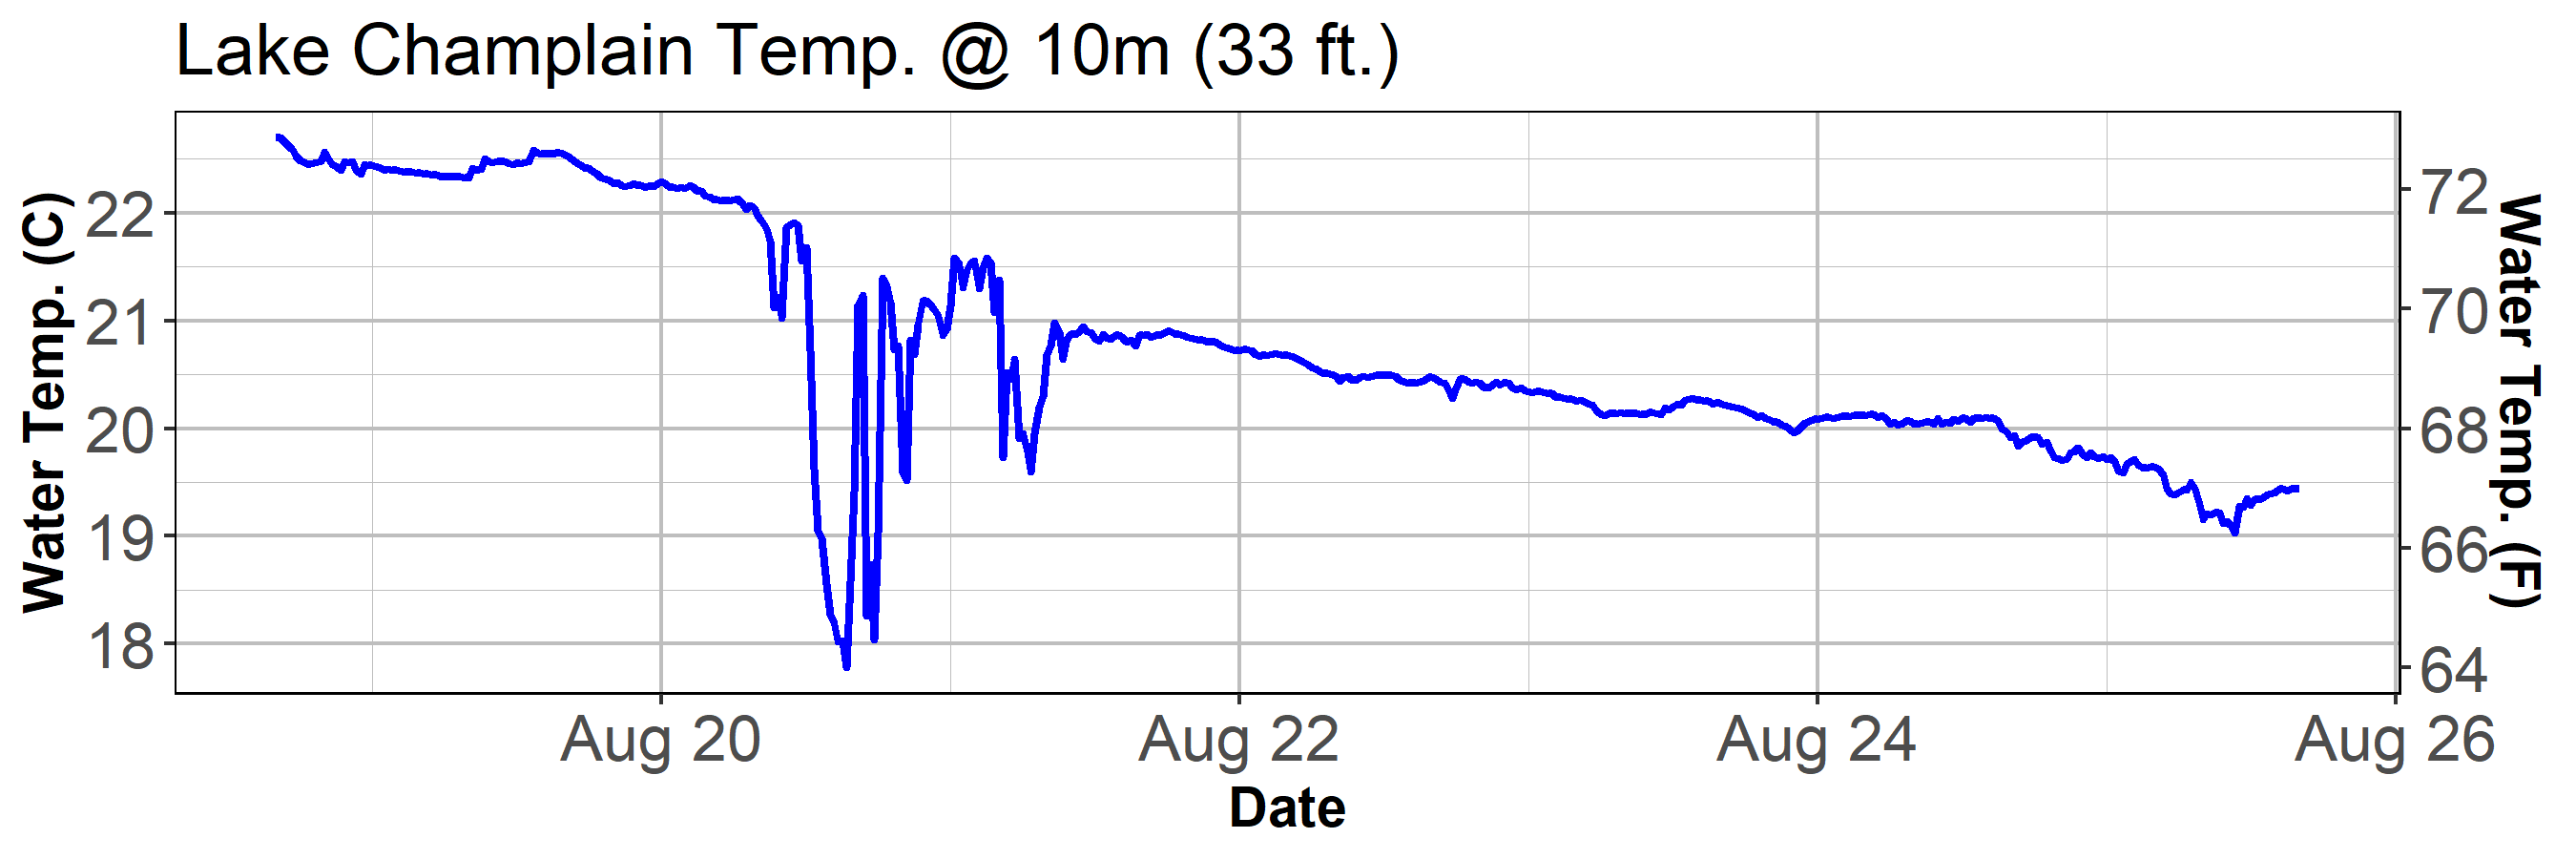 Lake Champlain Temp. @ 10m (33 ft.)
Water Temp. (C)
22
21
20
19
18
72
70
68
66
64
Water Temp. (F)
Aug 20
Aug 22
Aug 24
Aug 26
Date